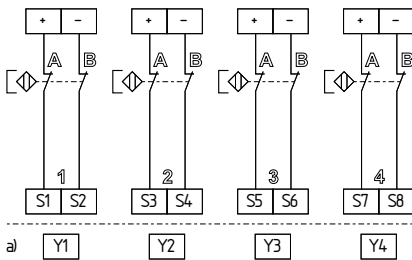 + - + - + - + -
A B A B A B A B
1 2 3 4
S1 S2 S3 S4 S5 S6 S7 S8
a) Y1 Y2 Y3 Y4